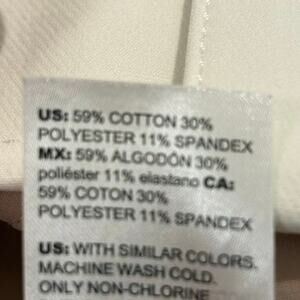 US: 59% COTTON 30%
POLYESTER 11% SPANDEX
MX: 59% ALGODÓN 30%
poliéster 11% elastano CA:
59% COTON 30%
POLYESTER 11% SPANDEX
US: WITH SIMILAR COLORS.
MACHINE WASH COLD.
ONLY NON-CHLORINE